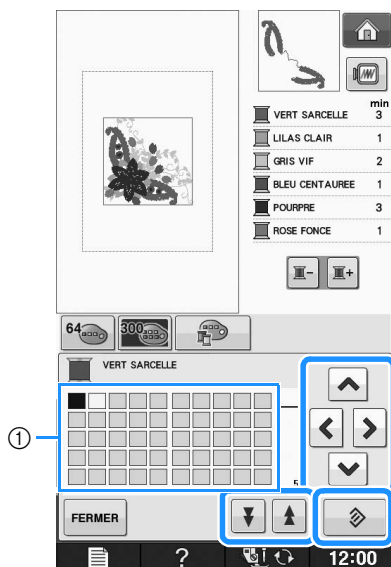 min
VERT SARCELLE 3
LILAS CLAIR 1
GRIS VIF 2
BLEU CENTAUREE 1
POURPRE 3
ROSE FONCE 1
- +
64 300
VERT SARCELLE
①
5
FERMER
? 12:00